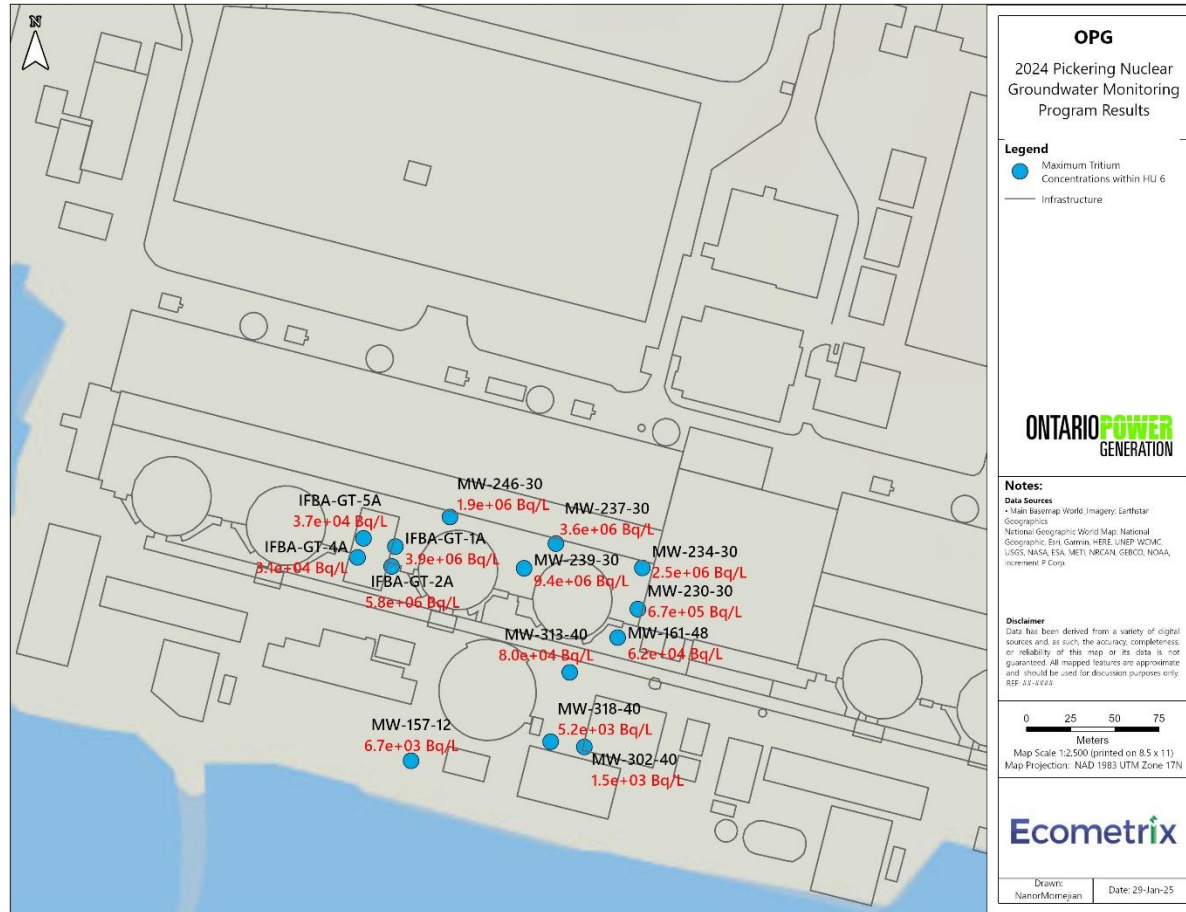 N
IFBA-GT-5A
3.7e+04 Bq/L
IFBA-GT-4A
3.1e+04 Bq/L
MW-246-30
1.9e+06 Bq/L
IFBA-GT-1A
3.9e+06 Bq/L
IFBA-GT-2A
5.8e+06 Bq/L
MW-237-30
3.6e+06 Bq/L
MW-239-30
9.4e+06 Bq/L
MW-234-30
2.5e+06 Bq/L
MW-230-30
6.7e+05 Bq/L
MW-161-48
6.2e+04 Bq/L
MW-313-40
8.0e+04 Bq/L
MW-318-40
5.2e+03 Bq/L
MW-302-40
1.5e+03 Bq/L
MW-157-12
6.7e+03 Bq/L
OPG
2024 Pickering Nuclear
Groundwater Monitoring
Program Results
Legend
Maximum Tritium
Concentrations within HU 6
Infrastructure
ONTARIOPOWER
GENERATION
Notes:
Data Sources
• Main Basemap World_Imagery: Earthstar
Geographics
National Geographic World Map: National
Geographic, Esri, Garmin, HERE, UNEP WCMC,
USGS, NASA, ESA, METI, NRCAN, GEBCO, NOAA,
increment P Corp.
Disclaimer
Data has been derived from a variety of digital
sources and, as such, the accuracy, completeness,
or reliability of this map or its data is not
guaranteed. All mapped features are approximate
and should be used for discussion purposes only.
REF: ##-####
0 25 50 75
Meters
Map Scale 1:2,500 (printed on 8.5 x 11)
Map Projection: NAD 1983 UTM Zone 17N
Ecometrix
Drawn:
NanorMomejian
Date: 29-Jan-25